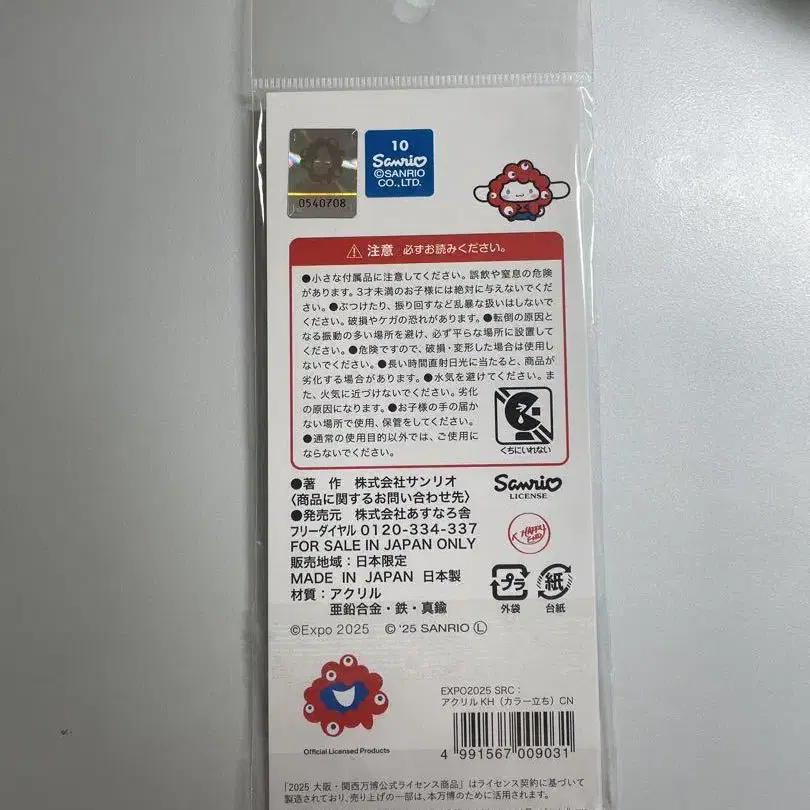 0540708
10
Sanrio
©SANRIO
CO., LTD.
注意 必ずお読みください。
●小さな付属品に注意してください。誤飲や窒息の危険
があります。3才未満のお子様には絶対に与えないでくだ
さい。●ぶつけたり、振り回すなど乱暴な扱いはしないで
ください。破損やケガの恐れがあります。●転倒の原因と
なる振動の多い場所を避け、必ず平らな場所に設置して
ください。●危険ですので、破損・変形した場合は使用し
ないでください。●長い時間直射日光に当たると、商品が
劣化する場合があります。●水気を避けてください。ま
た、火気に近づけないでください。劣化
の原因になります。●お子様の手の届か
ない場所で使用、保管をしてください。
●通常の使用目的以外では、ご使用に
ならないでください。
くちにいれない
●著 作 株式会社サンリオ
〈商品に関するお問い合わせ先〉
●発売元 株式会社あすなろ舎
フリーダイヤル 0120-334-337
FOR SALE IN JAPAN ONLY
販売地域：日本限定
MADE IN JAPAN 日本製
材質：アクリル
亜鉛合金・鉄・真鍮
©Expo 2025 ©'25 SANRIO Ⓛ
Sanrio
LICENSE
HAPPY
プラ
外袋
紙
台紙
Official Licensed Products
EXPO2025 SRC：
アクリルKH（カラー立ち）CN
4 991567 009031
「2025 大阪・関西万博公式ライセンス商品」はライセンス契約に基づいて
製造されており、売り上げの一部は、本万博のために活用されます。